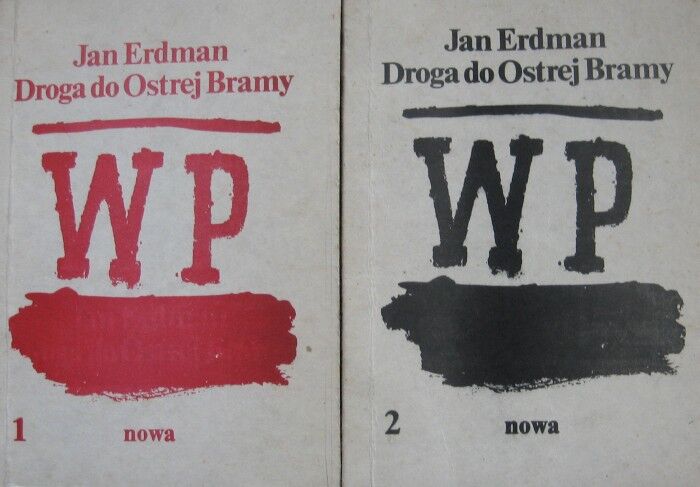 Jan Erdman
Droga do Ostrej Bramy
WP
1
nowa
Jan Erdman
Droga do Ostrej Bramy
WP
2
nowa